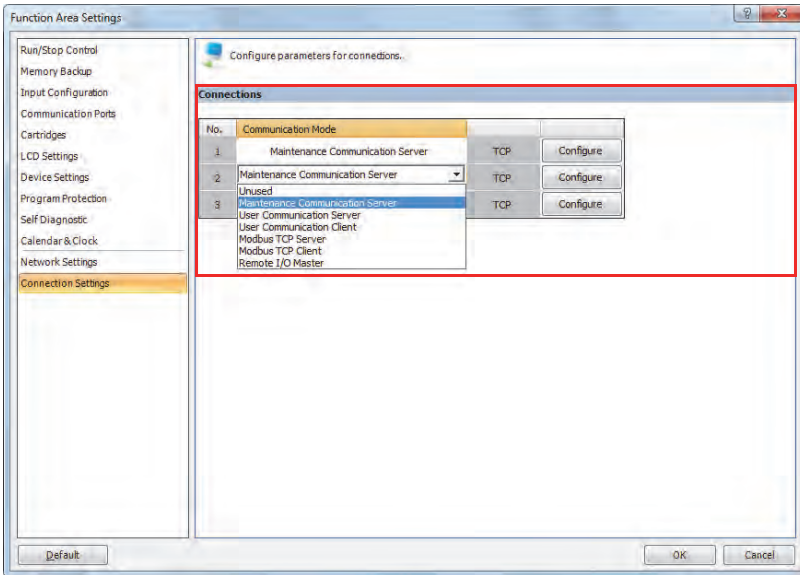 Function Area Settings
?
X
Run/Stop Control
Memory Backup
Input Configuration
Communication Ports
Cartridges
LCD Settings
Device Settings
Program Protection
Self Diagnostic
Calendar & Clock
Network Settings
Connection Settings
Configure parameters for connections.
Connections
No. Communication Mode
1 Maintenance Communication Server TCP Configure
2 Maintenance Communication Server TCP Configure
3 TCP Configure
Unused
Maintenance Communication Server
User Communication Server
User Communication Client
Modbus TCP Server
Modbus TCP Client
Remote I/O Master
Default
OK
Cancel